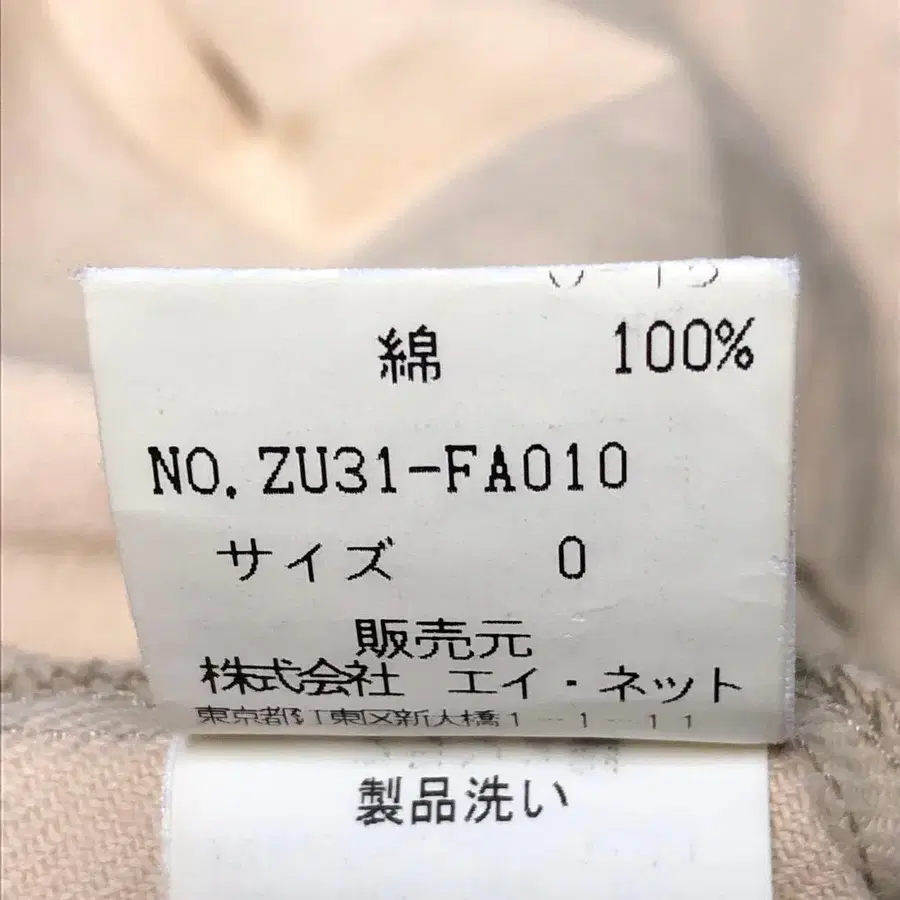 綿 100%
NO. ZU31-FA010
サイズ 0
販売元
株式会社 エイ・ネット
東京都江東区新大橋1-1-11
製品洗い